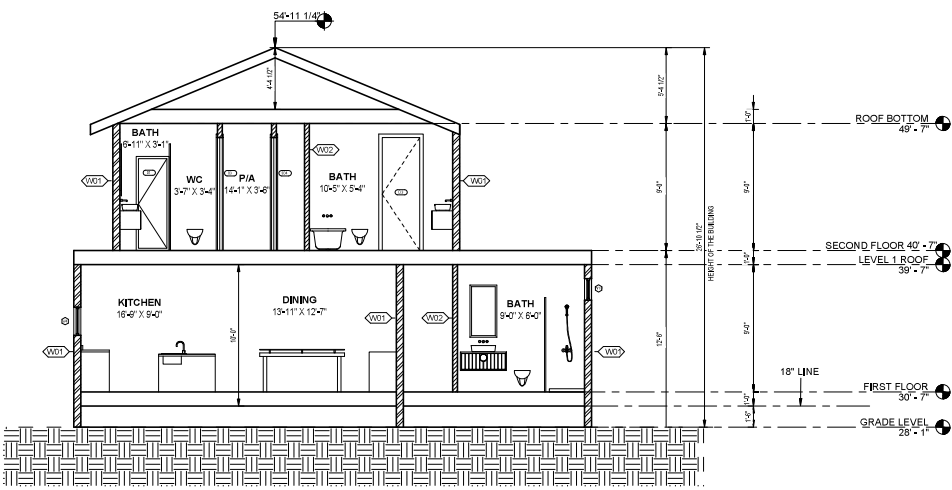 54'-11 1/4"
4'-4 1/2"
5'-4 1/2"
1'-0"
ROOF BOTTOM
49' - 7"
BATH
6'-11" X 3'-1"
W02
WC
3'-7" X 3'-4"
P/A
14'-1" X 3'-6"
BATH
10'-5" X 5'-4"
W01
W01
9'-0"
9'-0"
26'-10 1/2"
HEIGHT OF THE BUILDING
SECOND FLOOR 40' - 7"
1'-0"
LEVEL 1 ROOF
39' - 7"
KITCHEN
16'-9" X 9'-0"
DINING
13'-11" X 12'-7"
BATH
9'-0" X 6'-0"
10'-0"
W01
W02
12'-6"
9'-0"
W01
W01
18" LINE
FIRST FLOOR
30' - 7"
1'-0"
1'-6"
GRADE LEVEL
28' - 1"